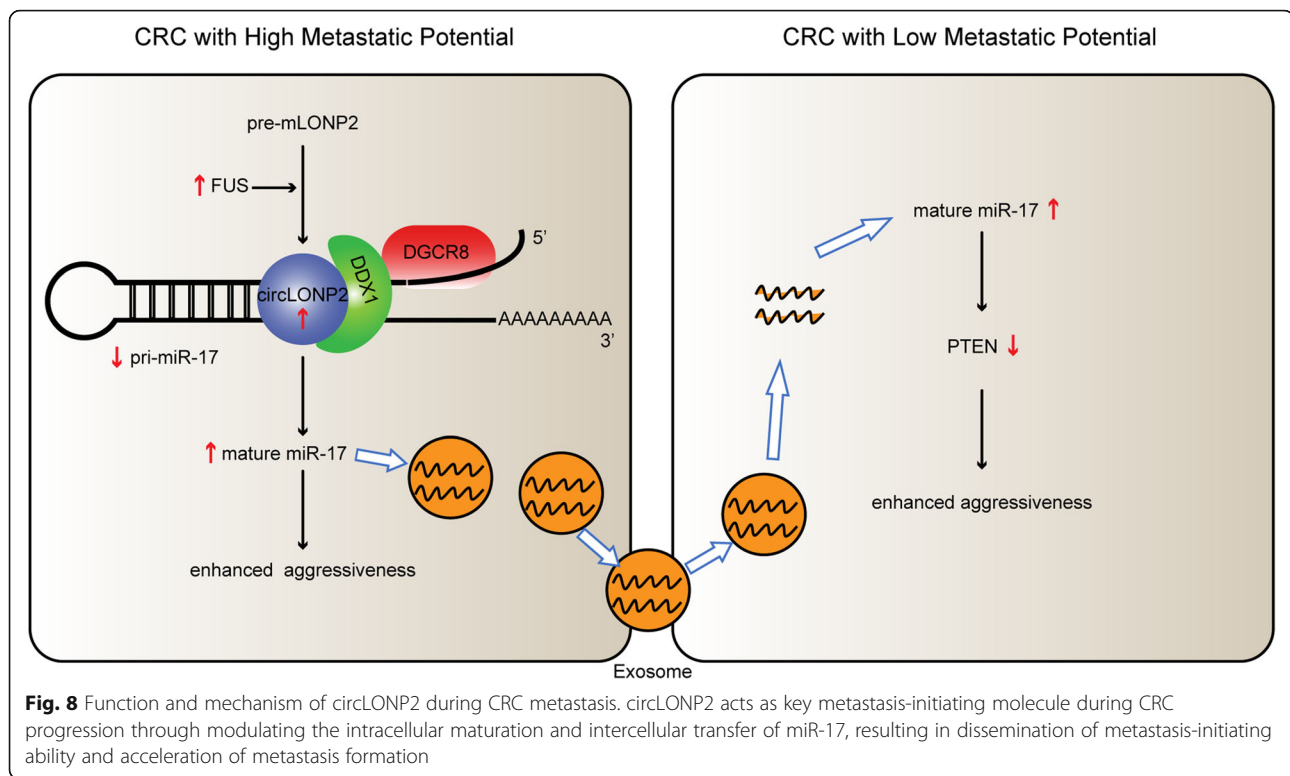 CRC with High Metastatic Potential
CRC with Low Metastatic Potential
pre-mLONP2
↑ FUS
DGCR8
5’
DDX1
circLONP2
↑
AAAAAAAAA
3’
↓ pri-miR-17
↑ mature miR-17
enhanced aggressiveness
mature miR-17 ↑
PTEN ↓
enhanced aggressiveness
Exosome
Fig. 8 Function and mechanism of circLONP2 during CRC metastasis. circLONP2 acts as key metastasis-initiating molecule during CRC
progression through modulating the intracellular maturation and intercellular transfer of miR-17, resulting in dissemination of metastasis-initiating
ability and acceleration of metastasis formation